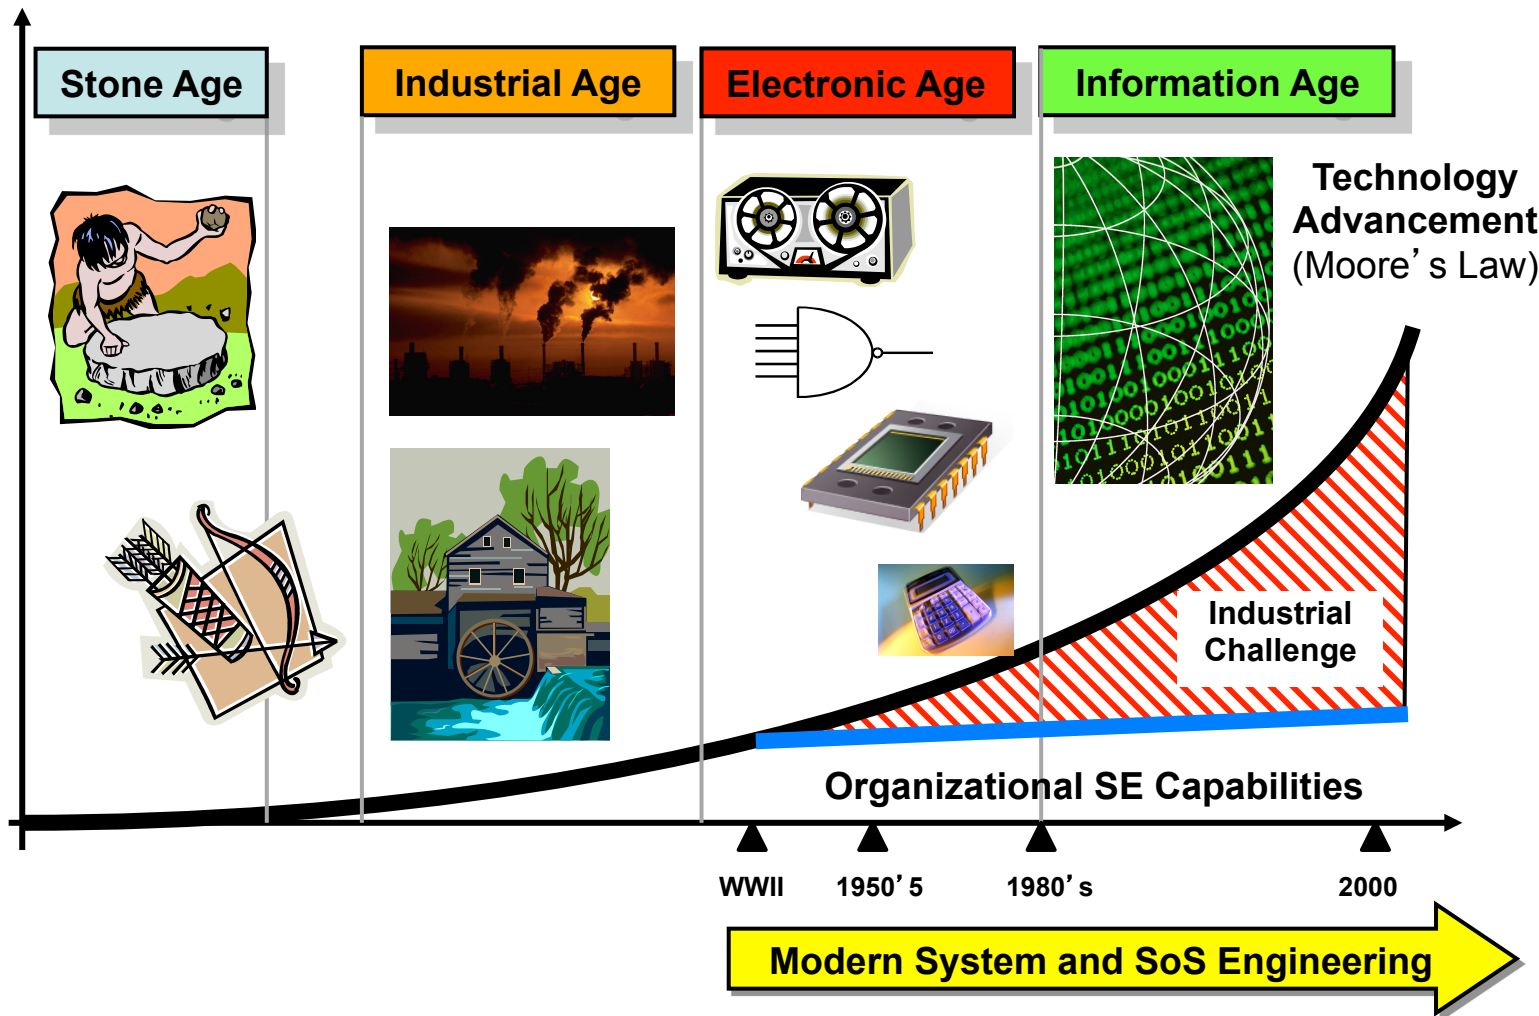 Stone Age
Industrial Age
Electronic Age
Information Age
Technology
Advancement
(Moore’s Law)
Industrial
Challenge
Organizational SE Capabilities
WWII
1950’5
1980’s
2000
Modern System and SoS Engineering